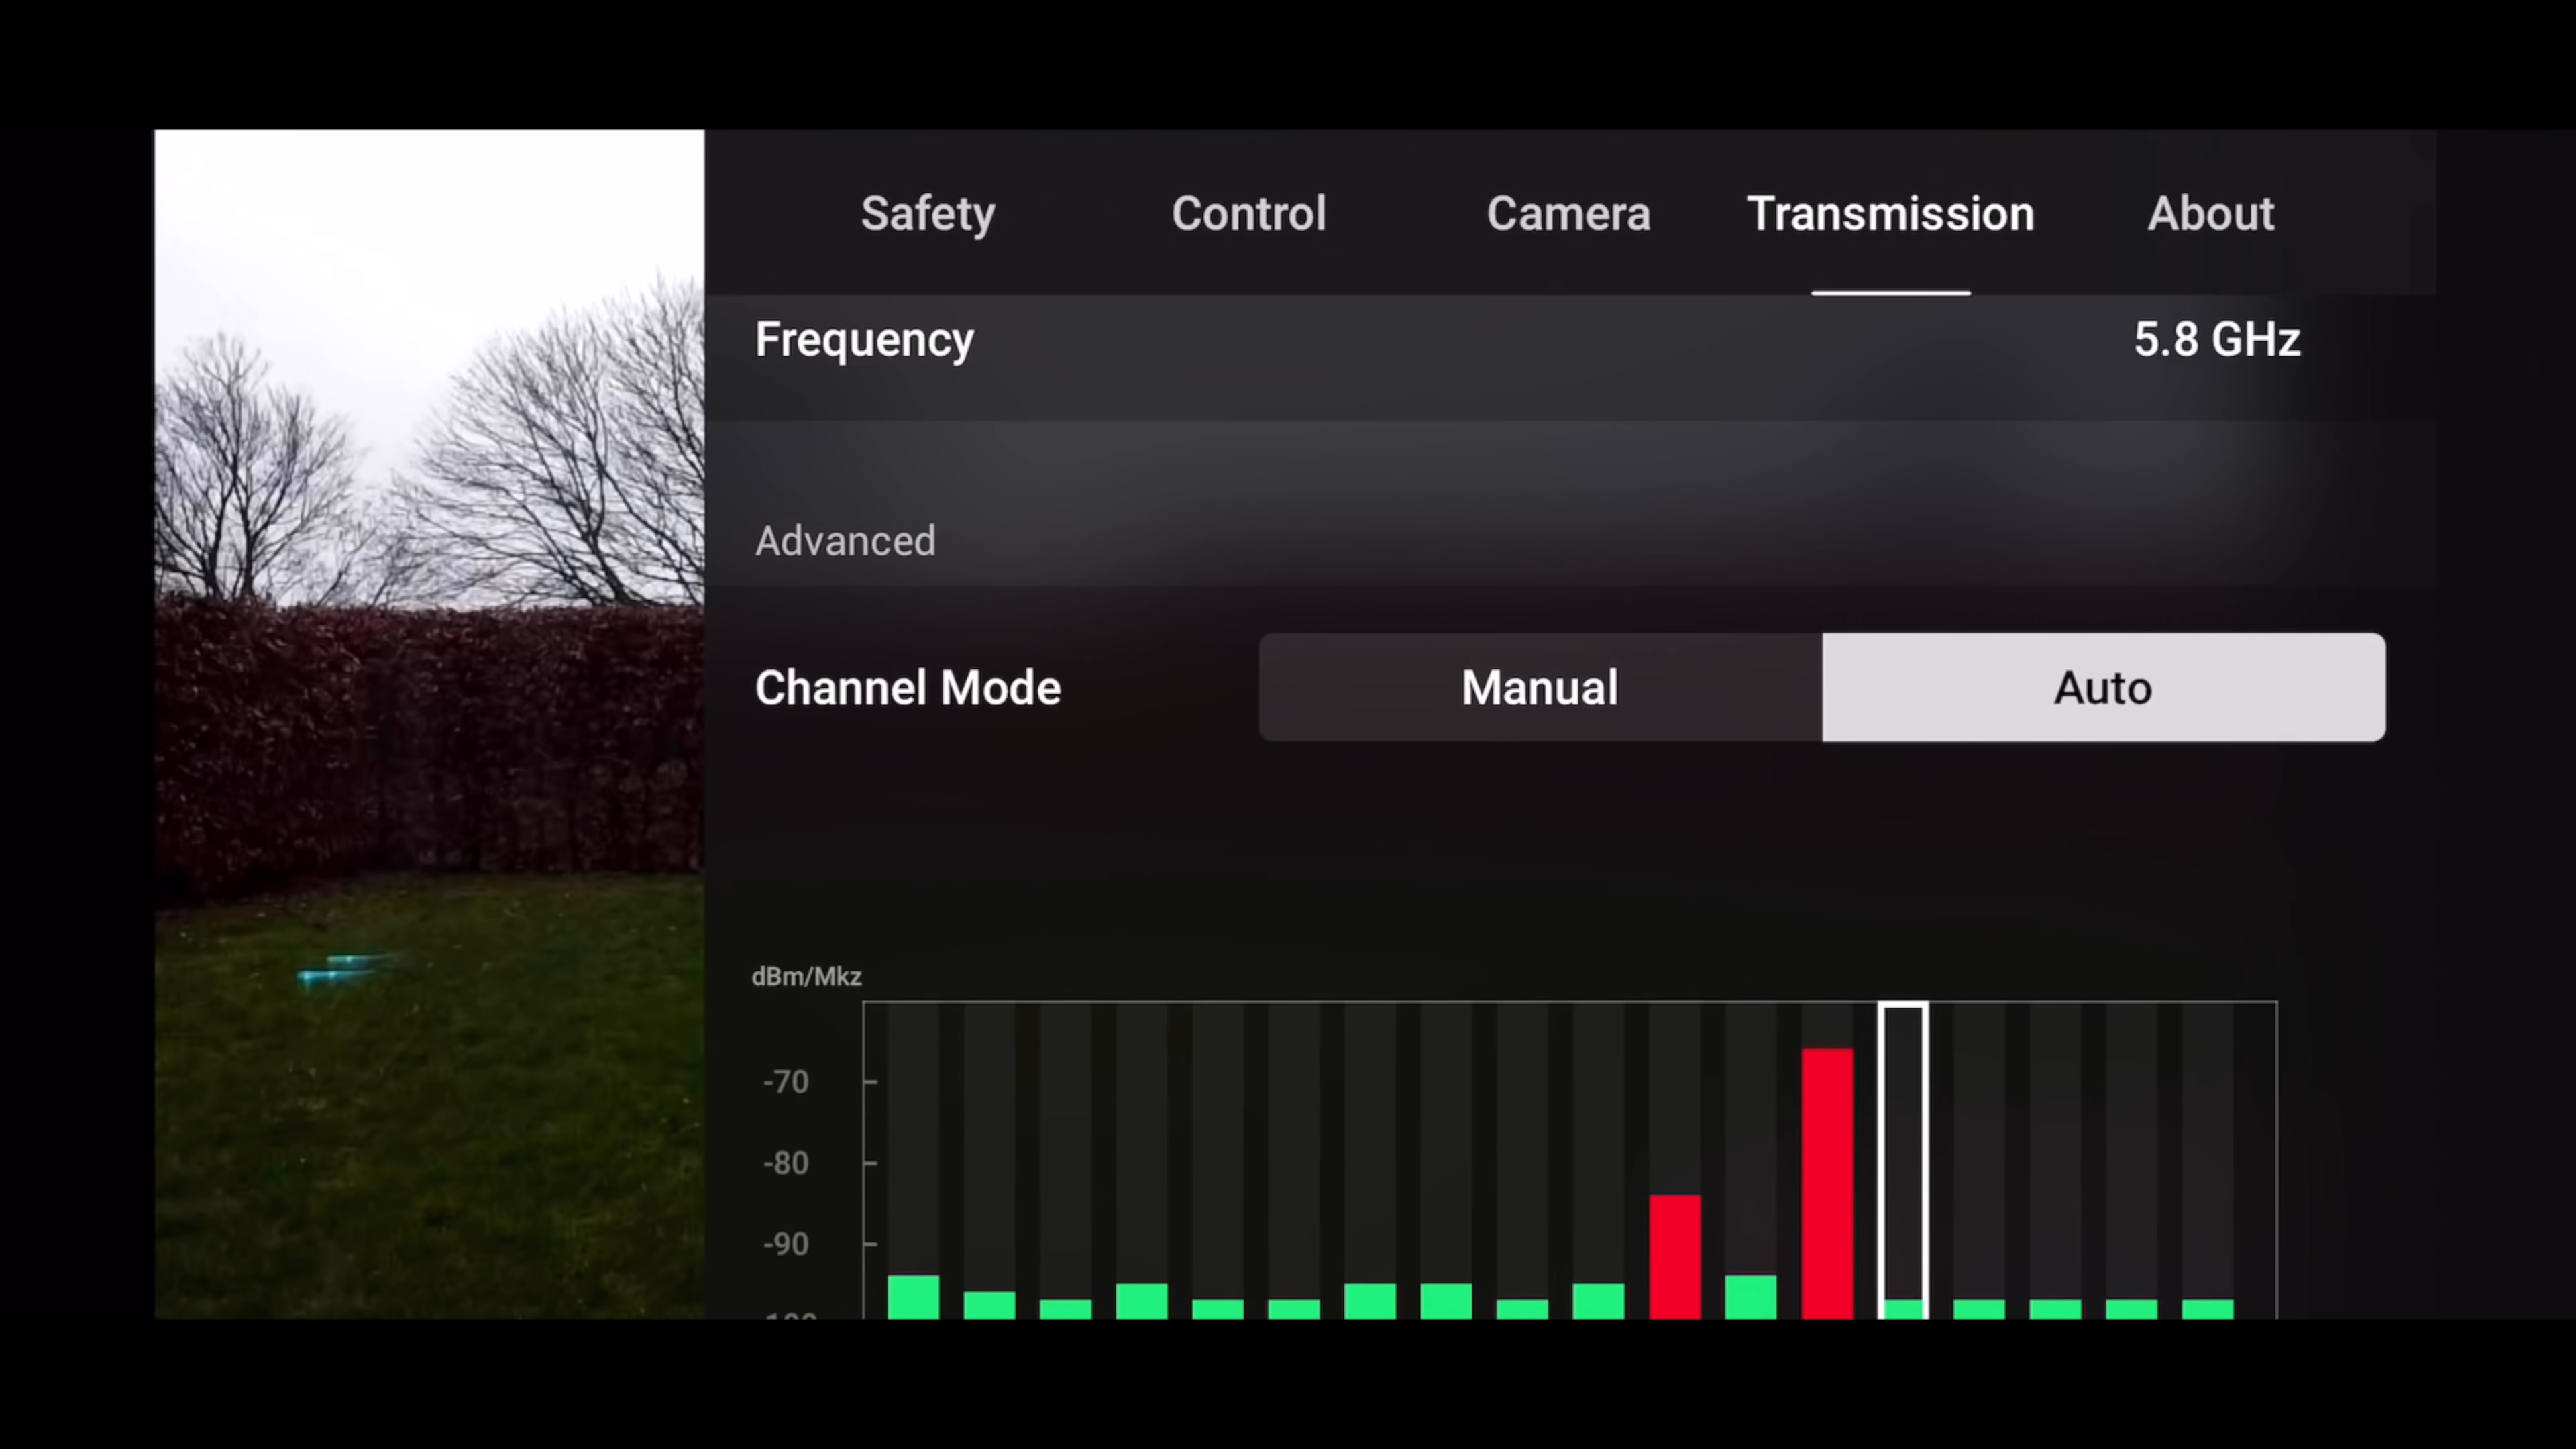 Safety Control Camera Transmission About
Frequency 5.8 GHz
Advanced
Channel Mode Manual Auto
dBm/Mkz
-70
-80
-90